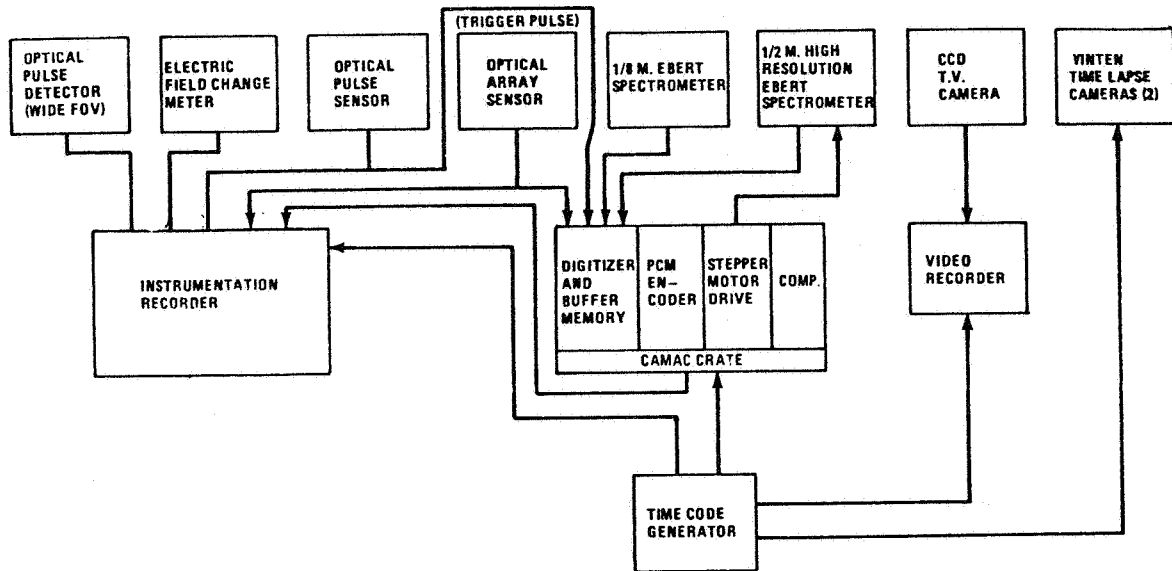 (TRIGGER PULSE)
OPTICAL
PULSE
DETECTOR
(WIDE FOV)
ELECTRIC
FIELD CHANGE
METER
OPTICAL
PULSE
SENSOR
OPTICAL
ARRAY
SENSOR
1/8 M. EBERT
SPECTROMETER
1/2 M. HIGH
RESOLUTION
EBERT
SPECTROMETER
CCD
T.V.
CAMERA
VINTEN
TIME LAPSE
CAMERAS (2)
INSTRUMENTATION
RECORDER
DIGITIZER
AND
BUFFER
MEMORY
PCM
EN-
CODER
STEPPER
MOTOR
DRIVE
COMP.
CAMAC CRATE
VIDEO
RECORDER
TIME CODE
GENERATOR